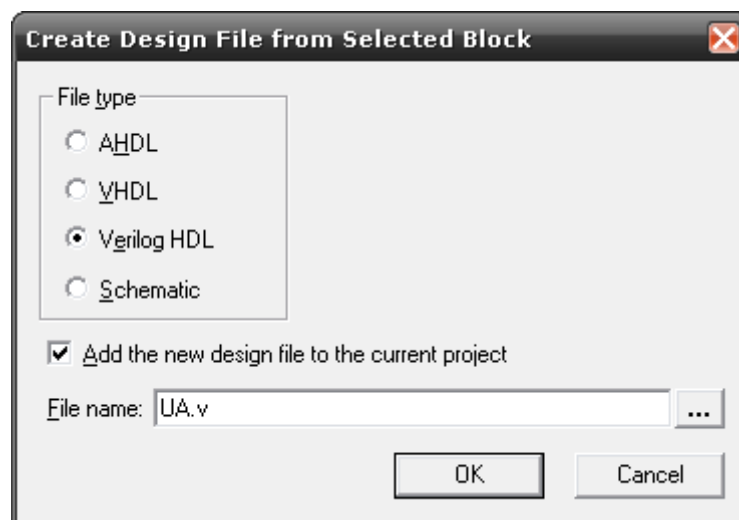 Create Design File from Selected Block
File type
AHDL
VHDL
Verilog HDL
Schematic
Add the new design file to the current project
File name: UA.v ...
OK Cancel